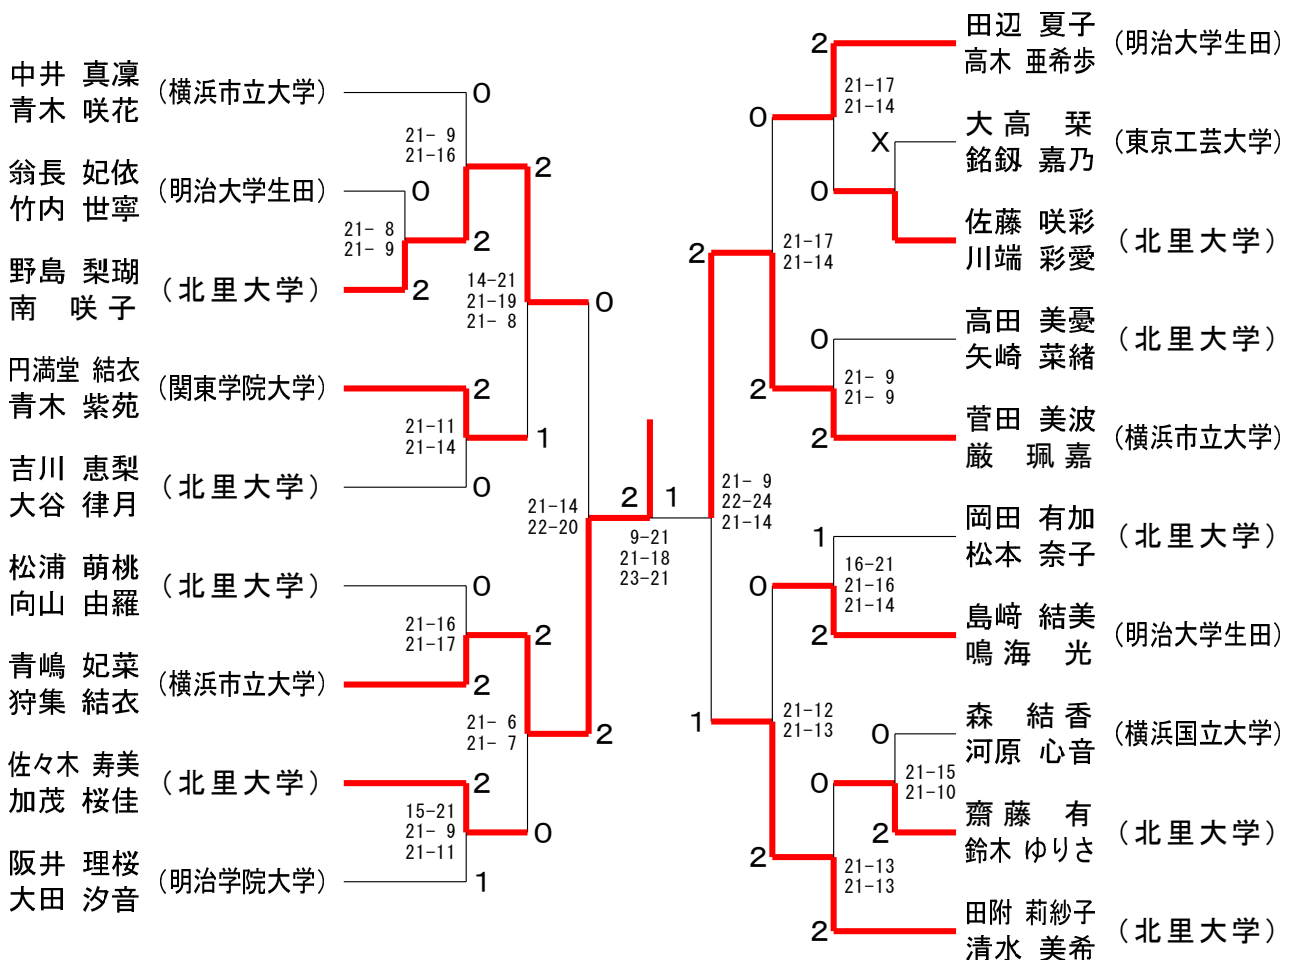 中井 真凜
青木 咲花
(横浜市立大学)
0
21- 9
21-16
2
翁長 妃依
竹内 世寧
(明治大学生田)
0
21- 8
21- 9
2
野島 梨瑚
南 咲子
(北里大学)
2
14-21
21-19
21- 8
0
円満堂 結衣
青木 紫苑
(関東学院大学)
2
21-11
21-14
1
吉川 恵梨
大谷 律月
(北里大学)
0
21-14
22-20
松浦 萌桃
向山 由羅
(北里大学)
0
21-16
21-17
2
青嶋 妃菜
狩集 結衣
(横浜市立大学)
2
21- 6
21- 7
2
佐々木 寿美
加茂 桜佳
(北里大学)
2
15-21
21- 9
21-11
0
阪井 理桜
大田 汐音
(明治学院大学)
1
2 1
9-21
21-18
23-21
2
田辺 夏子
高木 亜希歩
(明治大学生田)
21-17
21-14
0
X
大高 栞
銘釼 嘉乃
(東京工芸大学)
0
佐藤 咲彩
川端 彩愛
(北里大学)
2
21-17
21-14
0
高田 美憂
矢崎 菜緒
(北里大学)
2
21- 9
21- 9
2
菅田 美波
厳 珮嘉
(横浜市立大学)
21- 9
22-24
21-14
1
岡田 有加
松本 奈子
(北里大学)
0
16-21
21-16
21-14
2
島﨑 結美
鳴海 光
(明治大学生田)
1
21-12
21-13
0
森 結香
河原 心音
(横浜国立大学)
0
21-15
21-10
2
齋藤 有
鈴木 ゆりさ
(北里大学)
2
21-13
21-13
2
田附 莉紗子
清水 美希
(北里大学)